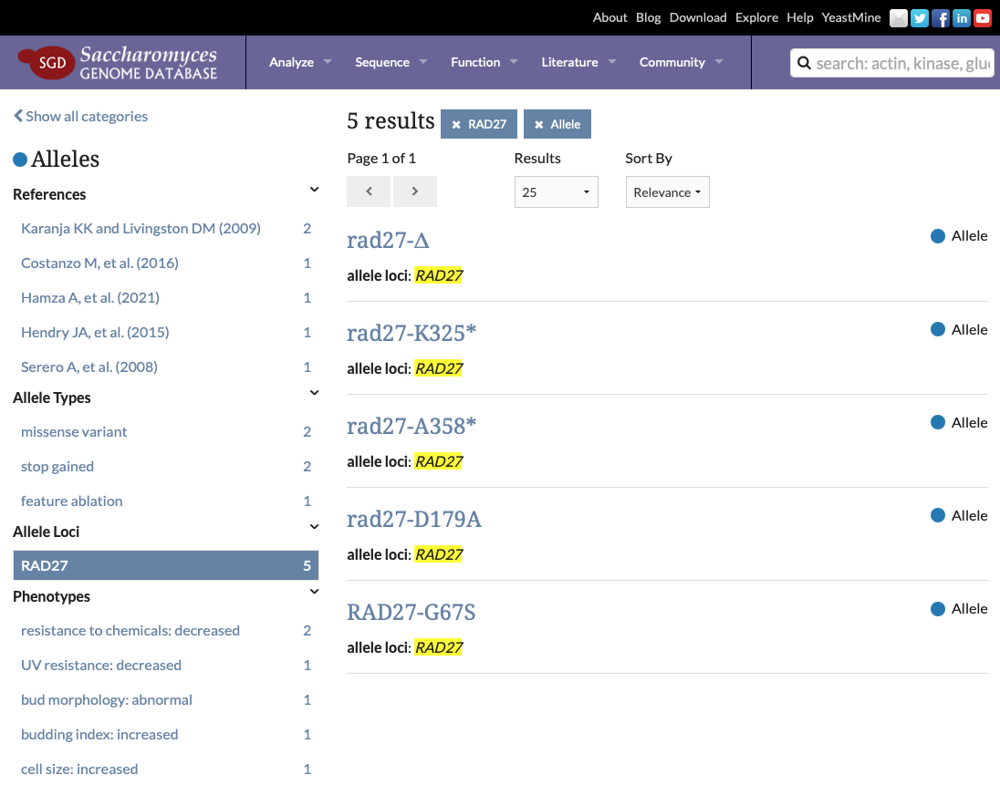 About Blog Download Explore Help YeastMine
SGD Saccharomyces
GENOME DATABASE
Analyze Sequence Function Literature Community
search: actin, kinase, glu
Show all categories
Alleles
References
Karanja KK and Livingston DM (2009) 2
Costanzo M, et al. (2016) 1
Hamza A, et al. (2021) 1
Hendry JA, et al. (2015) 1
Serero A, et al. (2008) 1
Allele Types
missense variant 2
stop gained 2
feature ablation 1
Allele Loci
RAD27 5
Phenotypes
resistance to chemicals: decreased 2
UV resistance: decreased 1
bud morphology: abnormal 1
budding index: increased 1
cell size: increased 1
5 results × RAD27 × Allele
Page 1 of 1 Results Sort By
25 Relevance
rad27-Δ Allele
allele loci: RAD27
rad27-K325* Allele
allele loci: RAD27
rad27-A358* Allele
allele loci: RAD27
rad27-D179A Allele
allele loci: RAD27
RAD27-G67S Allele
allele loci: RAD27